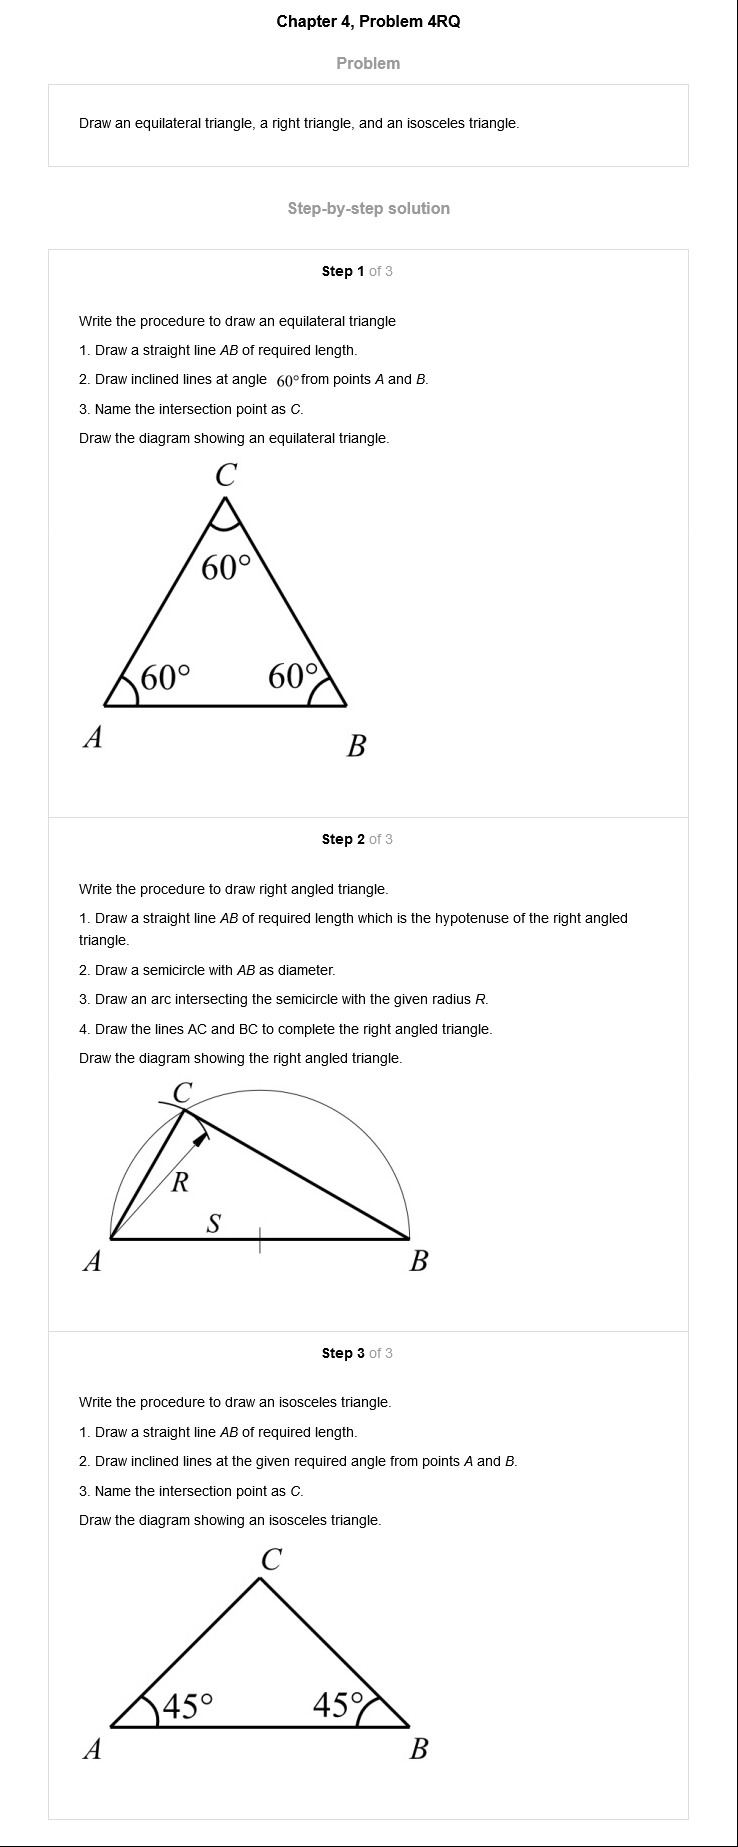 Chapter 4, Problem 4RQ
Problem
Draw an equilateral triangle, a right triangle, and an isosceles triangle.
Step-by-step solution
Step 1 of 3
Write the procedure to draw an equilateral triangle
1. Draw a straight line AB of required length.
2. Draw inclined lines at angle 60° from points A and B.
3. Name the intersection point as C.
Draw the diagram showing an equilateral triangle.
C
60°
60° 60°
A B
Step 2 of 3
Write the procedure to draw right angled triangle.
1. Draw a straight line AB of required length which is the hypotenuse of the right angled
triangle.
2. Draw a semicircle with AB as diameter.
3. Draw an arc intersecting the semicircle with the given radius R.
4. Draw the lines AC and BC to complete the right angled triangle.
Draw the diagram showing the right angled triangle.
C
R
S
A B
Step 3 of 3
Write the procedure to draw an isosceles triangle.
1. Draw a straight line AB of required length.
2. Draw inclined lines at the given required angle from points A and B.
3. Name the intersection point as C.
Draw the diagram showing an isosceles triangle.
C
45° 45°
A B